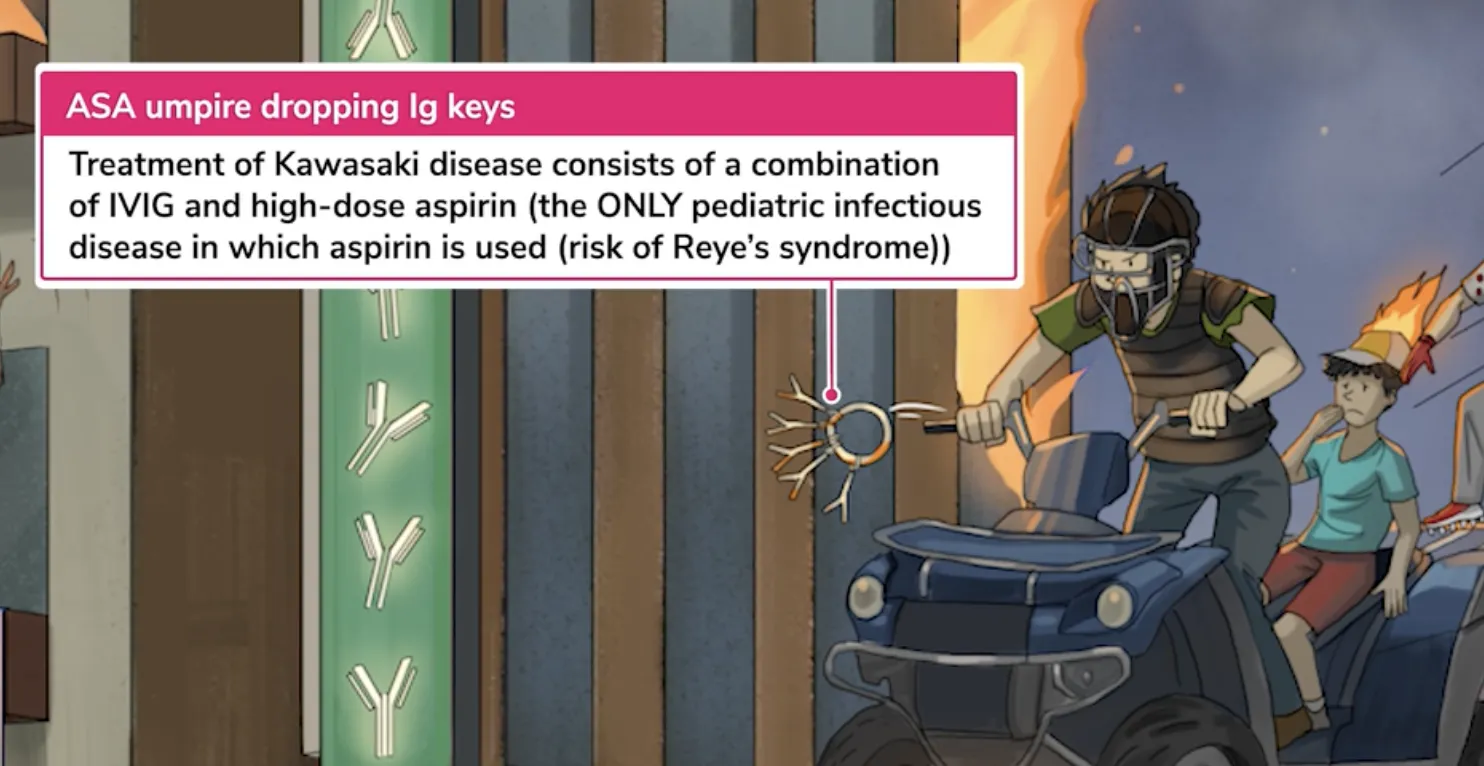 ASA umpire dropping Ig keys
Treatment of Kawasaki disease consists of a combination
of IVIG and high-dose aspirin (the ONLY pediatric infectious
disease in which aspirin is used (risk of Reye’s syndrome))